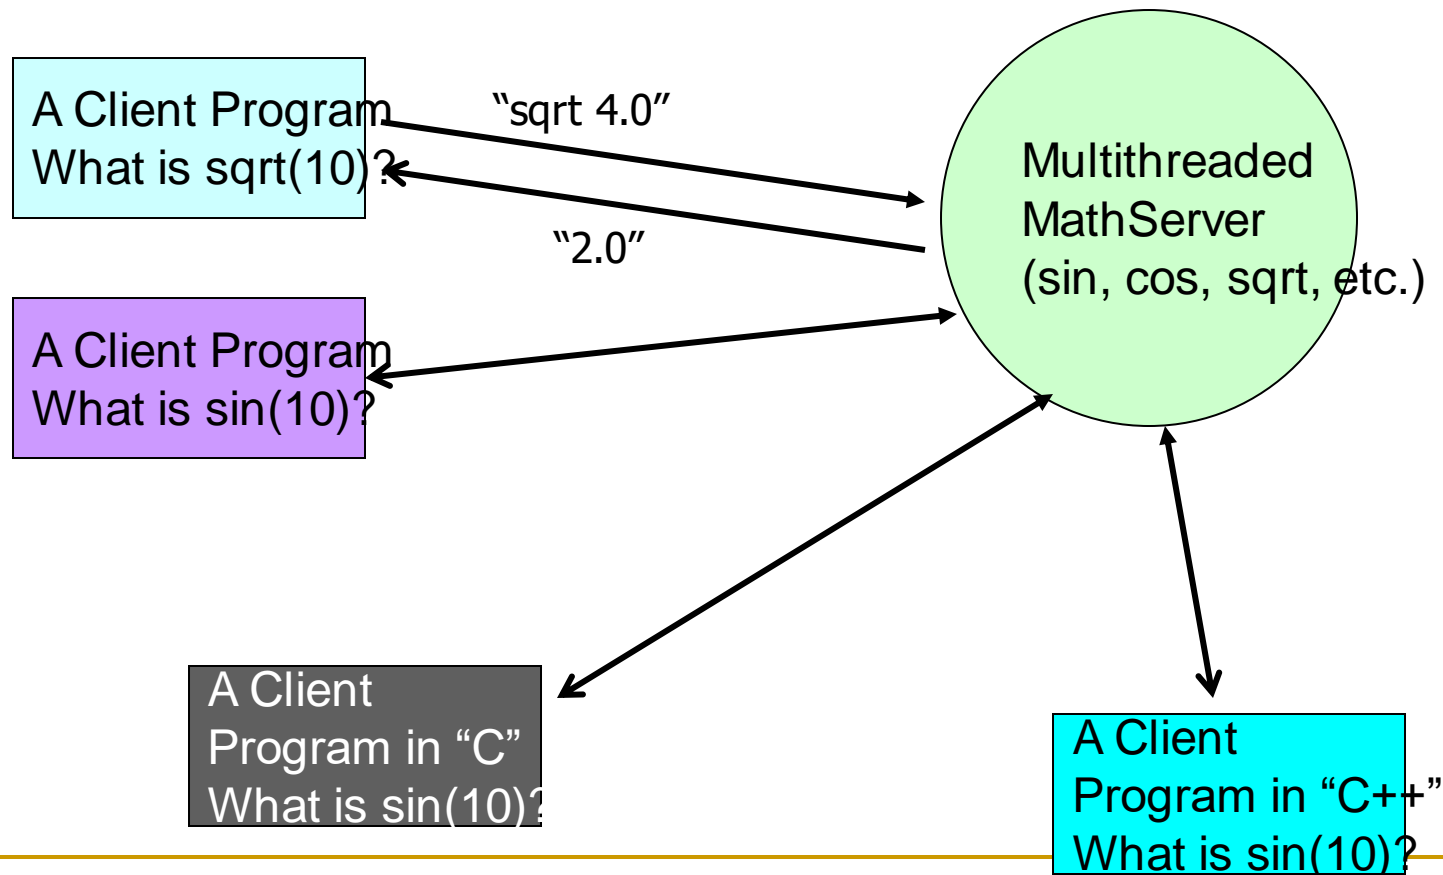 A Client Program
What is sqrt(10)?
“sqrt 4.0”
“2.0”
Multithreaded
MathServer
(sin, cos, sqrt, etc.)
A Client Program
What is sin(10)?
A Client
Program in “C”
What is sin(10)?
A Client
Program in “C++”
What is sin(10)?